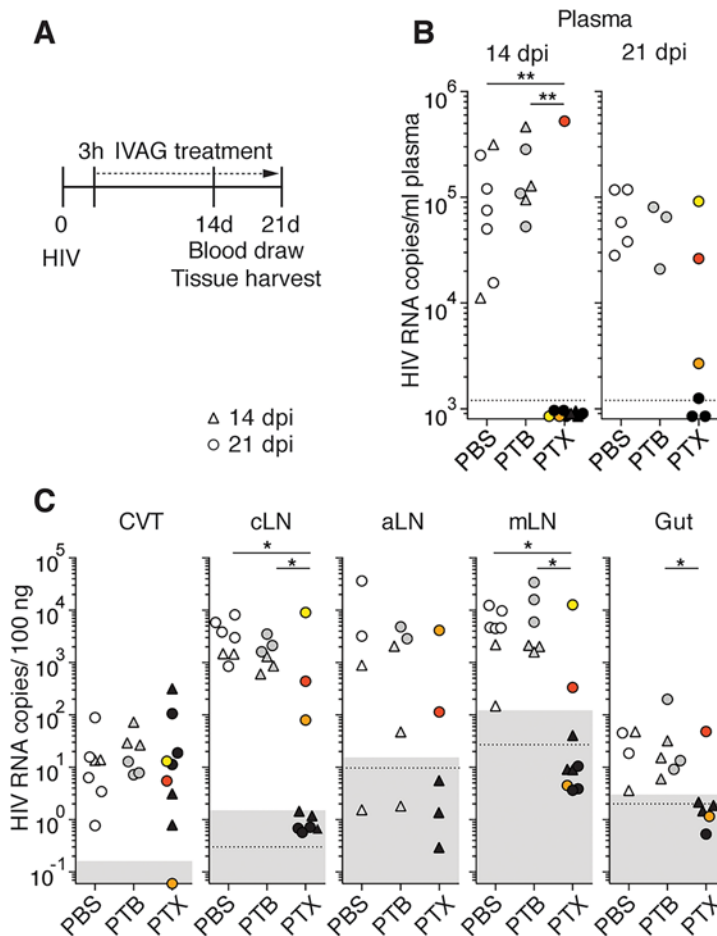 A
3h IVAG treatment
0
14d
21d
HIV
Blood draw
Tissue harvest
△ 14 dpi
○ 21 dpi
B
Plasma
14 dpi
21 dpi
**
**
HIV RNA copies/ml plasma
10^6
10^5
10^4
10^3
PBS
PTB
PTX
PBS
PTB
PTX
C
CVT
cLN
aLN
mLN
Gut
*
*
*
*
*
HIV RNA copies/ 100 ng
10^5
10^4
10^3
10^2
10^1
10^0
10^-1
PBS
PTB
PTX
PBS
PTB
PTX
PBS
PTB
PTX
PBS
PTB
PTX
PBS
PTB
PTX